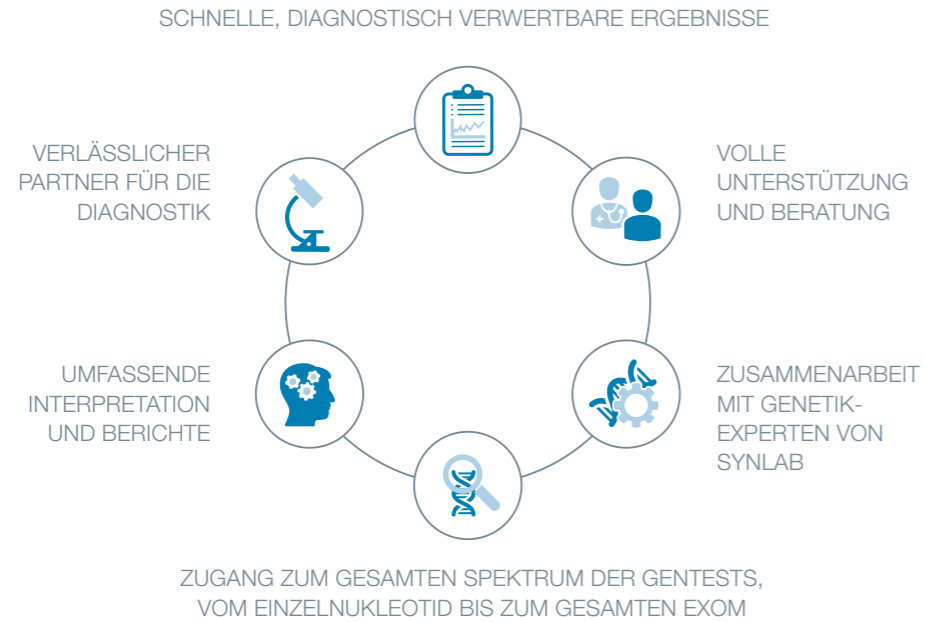 SCHNELLE, DIAGNOSTISCH VERWERTBARE ERGEBNISSE
VERLÄSSLICHER
PARTNER FÜR DIE
DIAGNOSTIK
VOLLE
UNTERSTÜTZUNG
UND BERATUNG
UMFASSENDE
INTERPRETATION
UND BERICHTE
ZUSAMMENARBEIT
MIT GENETIK-
EXPERTEN VON
SYNLAB
ZUGANG ZUM GESAMTEN SPEKTRUM DER GENTESTS,
VOM EINZELNUKLEOTID BIS ZUM GESAMTEN EXOM